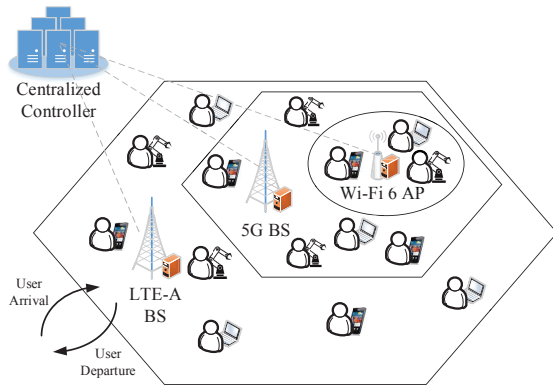 Centralized
Controller
Wi-Fi 6 AP
5G BS
LTE-A
BS
User
Arrival
User
Departure